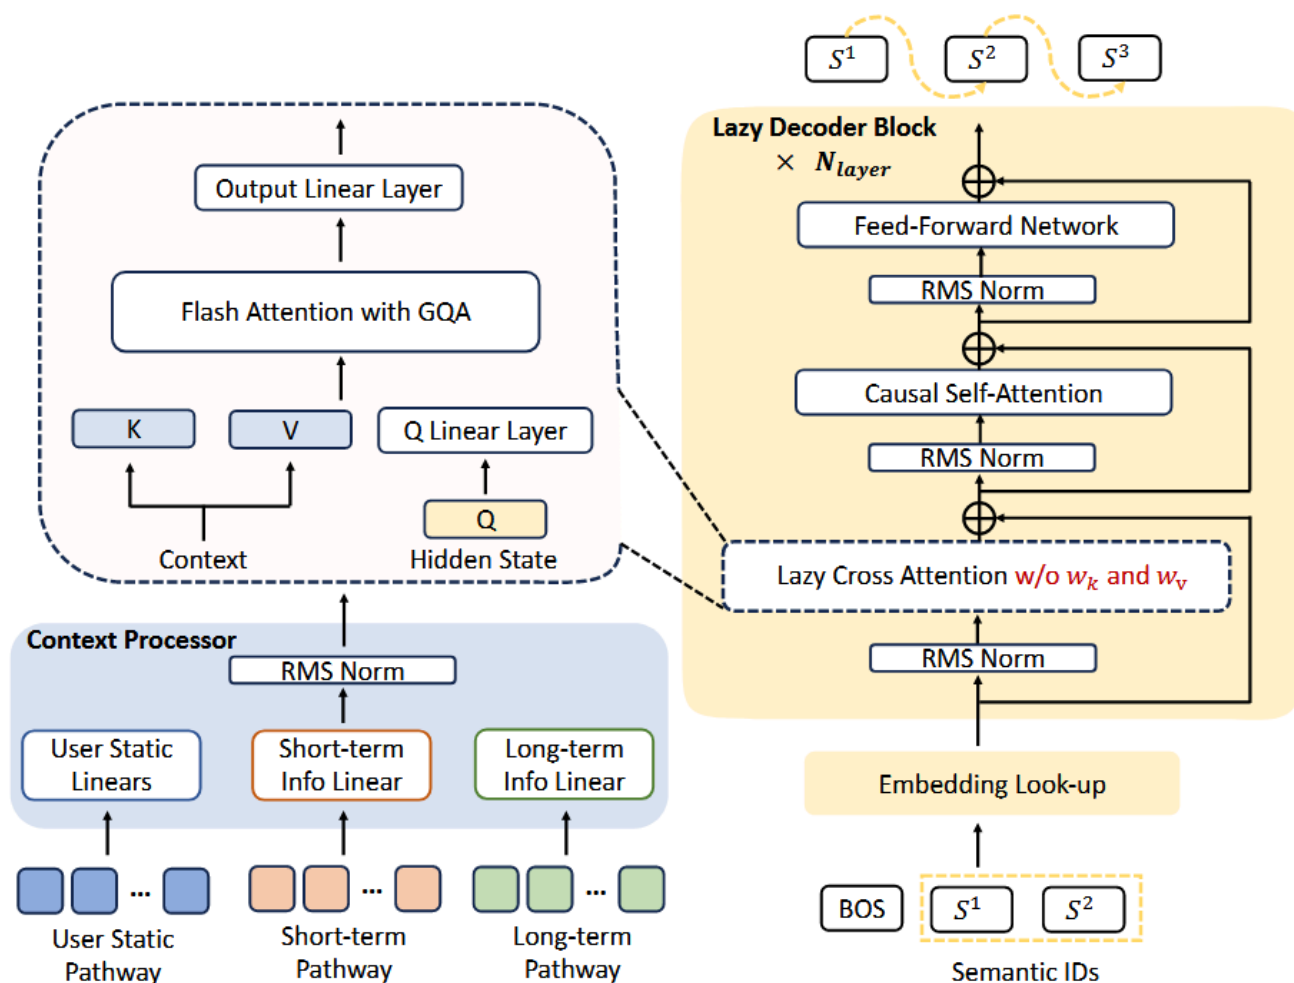 S¹ S² S³
Lazy Decoder Block
× N_layer
Feed-Forward Network
RMS Norm
Causal Self-Attention
RMS Norm
Lazy Cross Attention w/o w_k and w_v
RMS Norm
Embedding Look-up
BOS S¹ S²
Semantic IDs
Output Linear Layer
Flash Attention with GQA
K V Q Linear Layer
Q
Context Hidden State
Context Processor
RMS Norm
User Static
Linears
Short-term
Info Linear
Long-term
Info Linear
...
...
...
User Static
Pathway
Short-term
Pathway
Long-term
Pathway